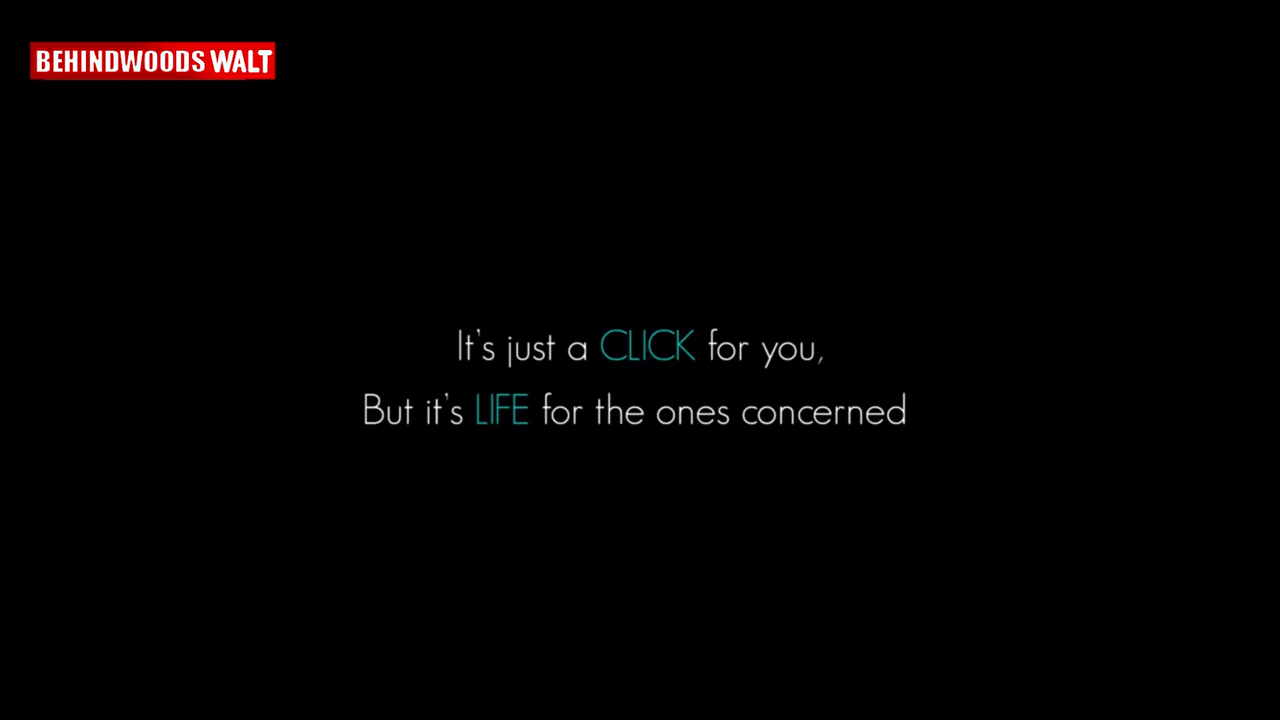 BEHINDWOODS WALT
It's just a CLICK for you,
But it's LIFE for the ones concerned